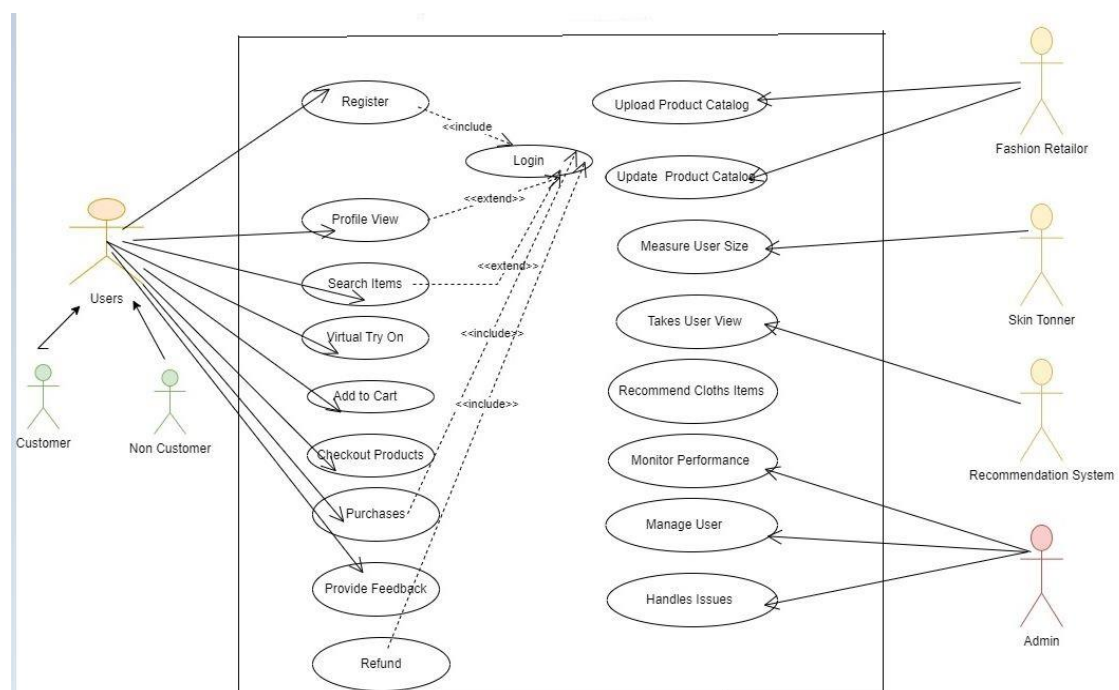 Register
<<include
Login
Profile View
<<extend>>
Search Items
<<extend>>
Virtual Try On
<<include>>
Add to Cart
<<include>>
Checkout Products
Purchases
Provide Feedback
Refund
Users
Customer
Non Customer
Upload Product Catalog
Update Product Catalog
Measure User Size
Takes User View
Recommend Cloths Items
Monitor Performance
Manage User
Handles Issues
Fashion Retailor
Skin Tonner
Recommendation System
Admin